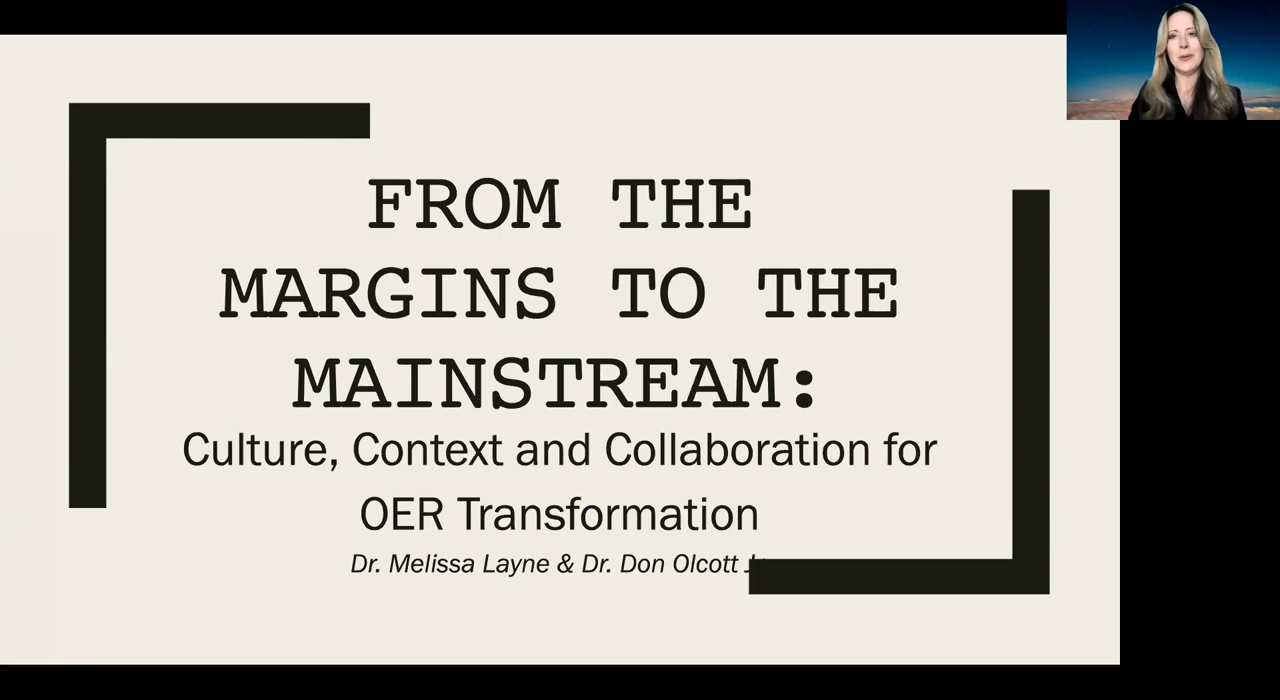 FROM THE
MARGINS TO THE
MAINSTREAM:
Culture, Context and Collaboration for
OER Transformation
Dr. Melissa Layne & Dr. Don Olcott